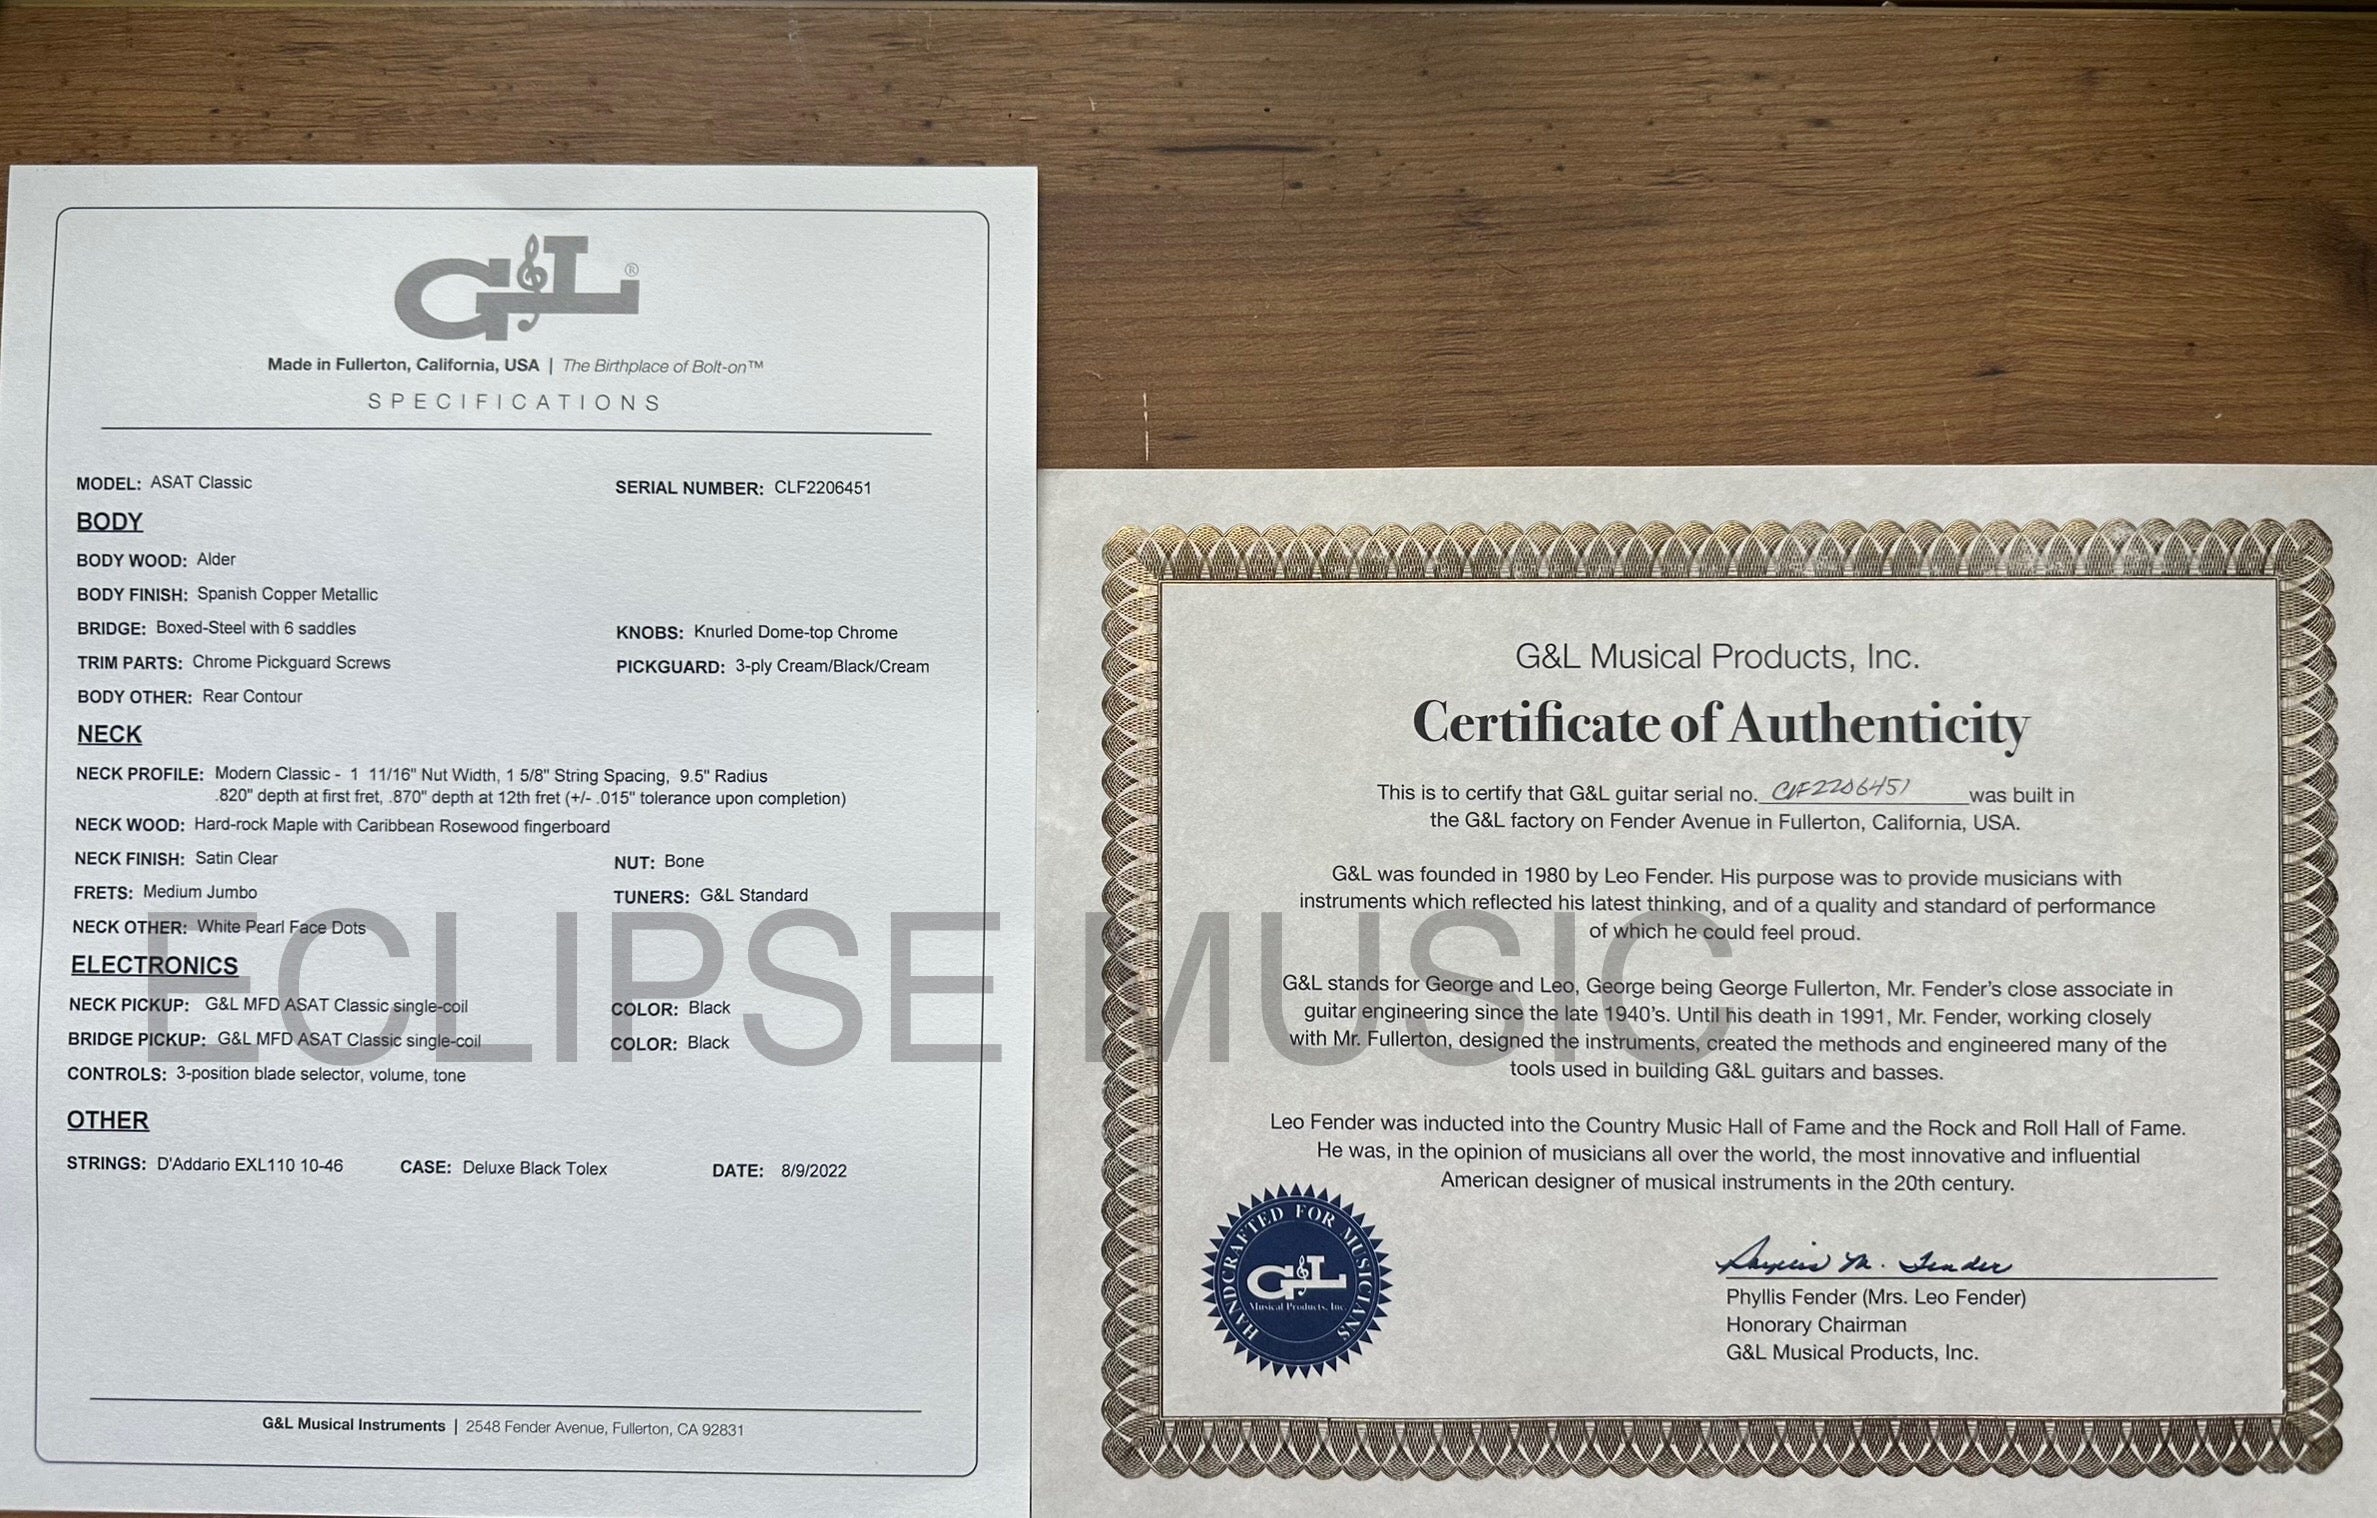 G&L®
Made in Fullerton, California, USA | The Birthplace of Bolt-on™
SPECIFICATIONS
MODEL: ASAT Classic
SERIAL NUMBER: CLF2206451
BODY
BODY WOOD: Alder
BODY FINISH: Spanish Copper Metallic
BRIDGE: Boxed-Steel with 6 saddles
KNOBS: Knurled Dome-top Chrome
TRIM PARTS: Chrome Pickguard Screws
PICKGUARD: 3-ply Cream/Black/Cream
BODY OTHER: Rear Contour
NECK
NECK PROFILE: Modern Classic - 1 11/16" Nut Width, 1 5/8" String Spacing, 9.5" Radius
.820" depth at first fret, .870" depth at 12th fret (+/- .015" tolerance upon completion)
NECK WOOD: Hard-rock Maple with Caribbean Rosewood fingerboard
NECK FINISH: Satin Clear
NUT: Bone
FRETS: Medium Jumbo
TUNERS: G&L Standard
NECK OTHER: White Pearl Face Dots
ELECTRONICS
NECK PICKUP: G&L MFD ASAT Classic single-coil
COLOR: Black
BRIDGE PICKUP: G&L MFD ASAT Classic single-coil
COLOR: Black
CONTROLS: 3-position blade selector, volume, tone
OTHER
STRINGS: D'Addario EXL110 10-46
CASE: Deluxe Black Tolex
DATE: 8/9/2022
G&L Musical Instruments | 2548 Fender Avenue, Fullerton, CA 92831
G&L Musical Products, Inc.
Certificate of Authenticity
This is to certify that G&L guitar serial no. CLF2206451 was built in
the G&L factory on Fender Avenue in Fullerton, California, USA.
G&L was founded in 1980 by Leo Fender. His purpose was to provide musicians with
instruments which reflected his latest thinking, and of a quality and standard of performance
of which he could feel proud.
G&L stands for George and Leo, George being George Fullerton, Mr. Fender's close associate in
guitar engineering since the late 1940's. Until his death in 1991, Mr. Fender, working closely
with Mr. Fullerton, designed the instruments, created the methods and engineered many of the
tools used in building G&L guitars and basses.
Leo Fender was inducted into the Country Music Hall of Fame and the Rock and Roll Hall of Fame.
He was, in the opinion of musicians all over the world, the most innovative and influential
American designer of musical instruments in the 20th century.
HANDCRAFTED FOR MUSICIANS
G&L
Musical Products, Inc.
Phyllis M. Fender
Phyllis Fender (Mrs. Leo Fender)
Honorary Chairman
G&L Musical Products, Inc.
ECLIPSE MUSIC